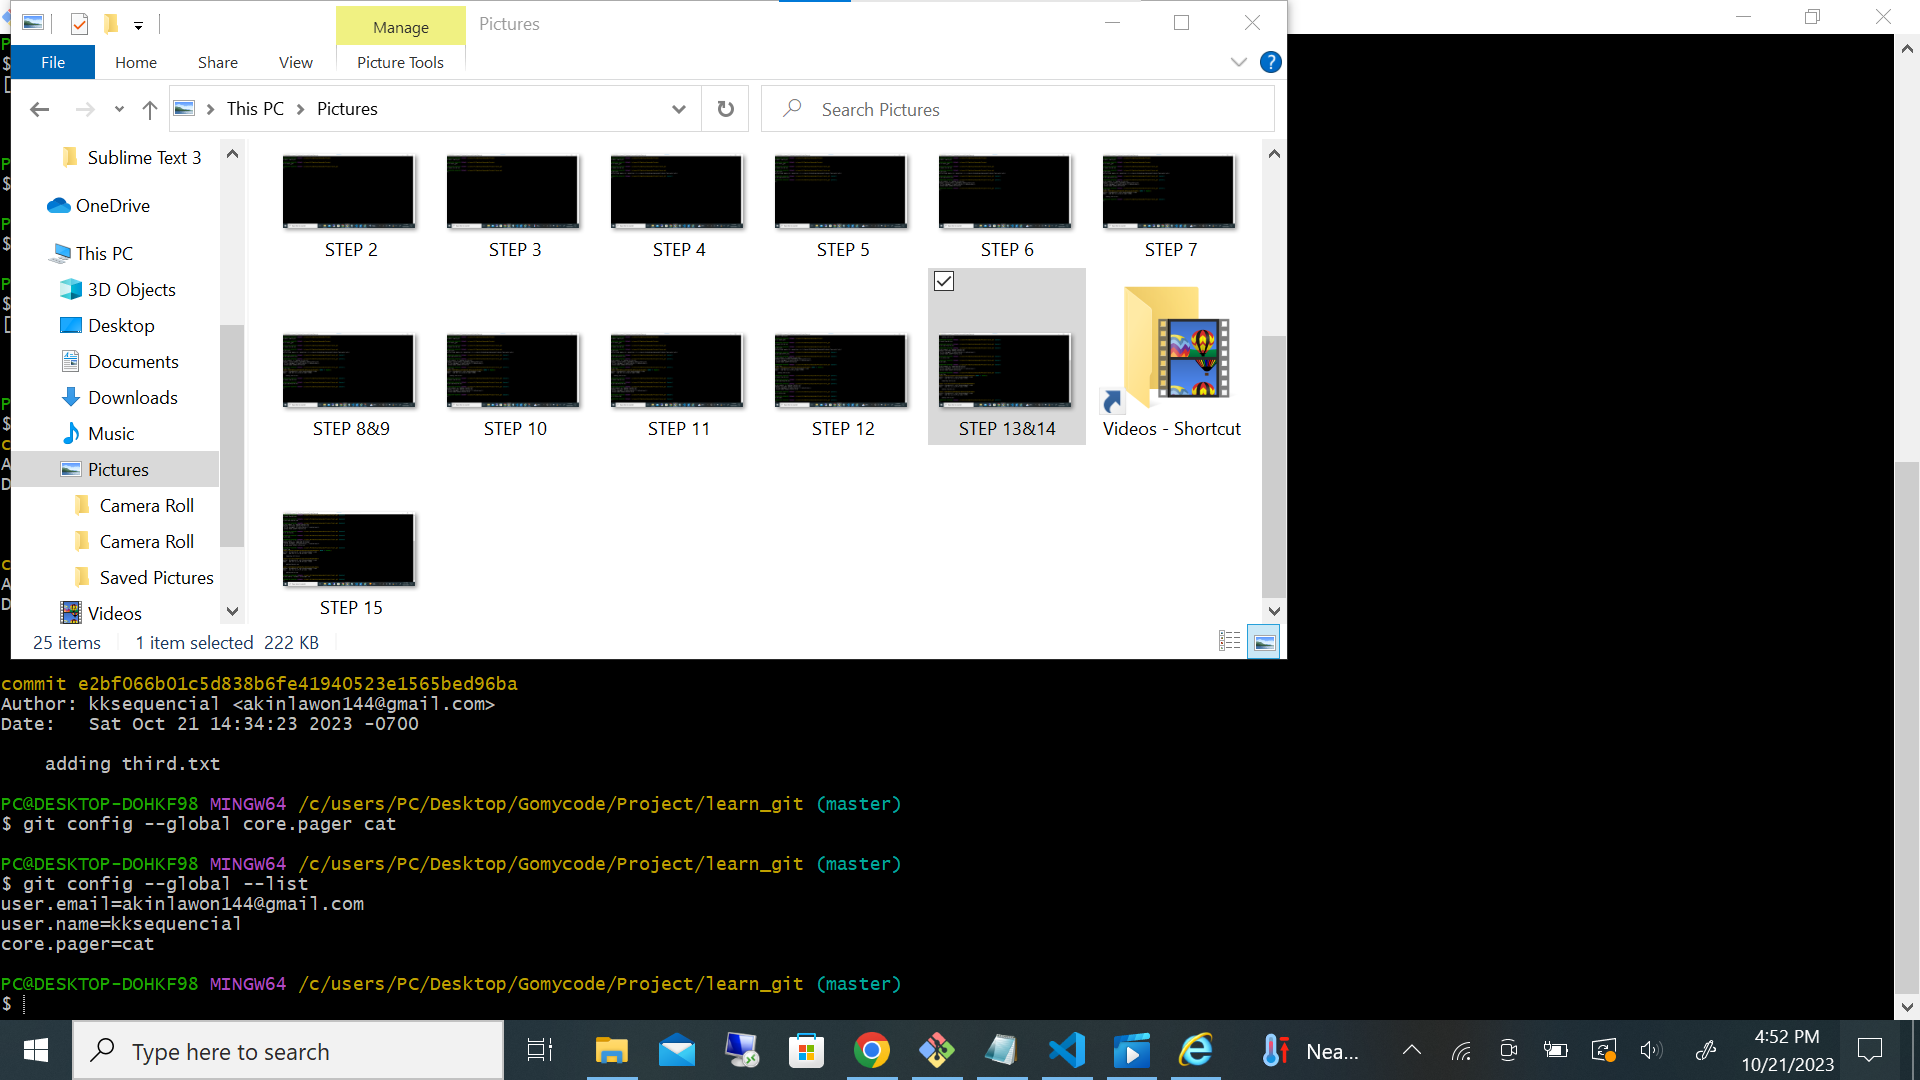 Manage
Pictures
File
Home
Share
View
Picture Tools
This PC
Pictures
Search Pictures
Sublime Text 3
OneDrive
This PC
3D Objects
Desktop
Documents
Downloads
Music
Pictures
Camera Roll
Camera Roll
Saved Pictures
Videos
STEP 2
STEP 3
STEP 4
STEP 5
STEP 6
STEP 7
STEP 8&9
STEP 10
STEP 11
STEP 12
STEP 13&14
Videos - Shortcut
STEP 15
25 items
1 item selected 222 KB
commit e2bf066b01c5d838b6fe41940523e1565bed96ba
Author: kksequencial <akinlawon144@gmail.com>
Date:   Sat Oct 21 14:34:23 2023 -0700
adding third.txt
PC@DESKTOP-DOHKF98 MINGW64 /c/users/PC/Desktop/Gomycode/Project/learn_git (master)
$ git config --global core.pager cat
PC@DESKTOP-DOHKF98 MINGW64 /c/users/PC/Desktop/Gomycode/Project/learn_git (master)
$ git config --global --list
user.email=akinlawon144@gmail.com
user.name=kksequencial
core.pager=cat
PC@DESKTOP-DOHKF98 MINGW64 /c/users/PC/Desktop/Gomycode/Project/learn_git (master)
$
Type here to search
Nea...
4:52 PM
10/21/2023